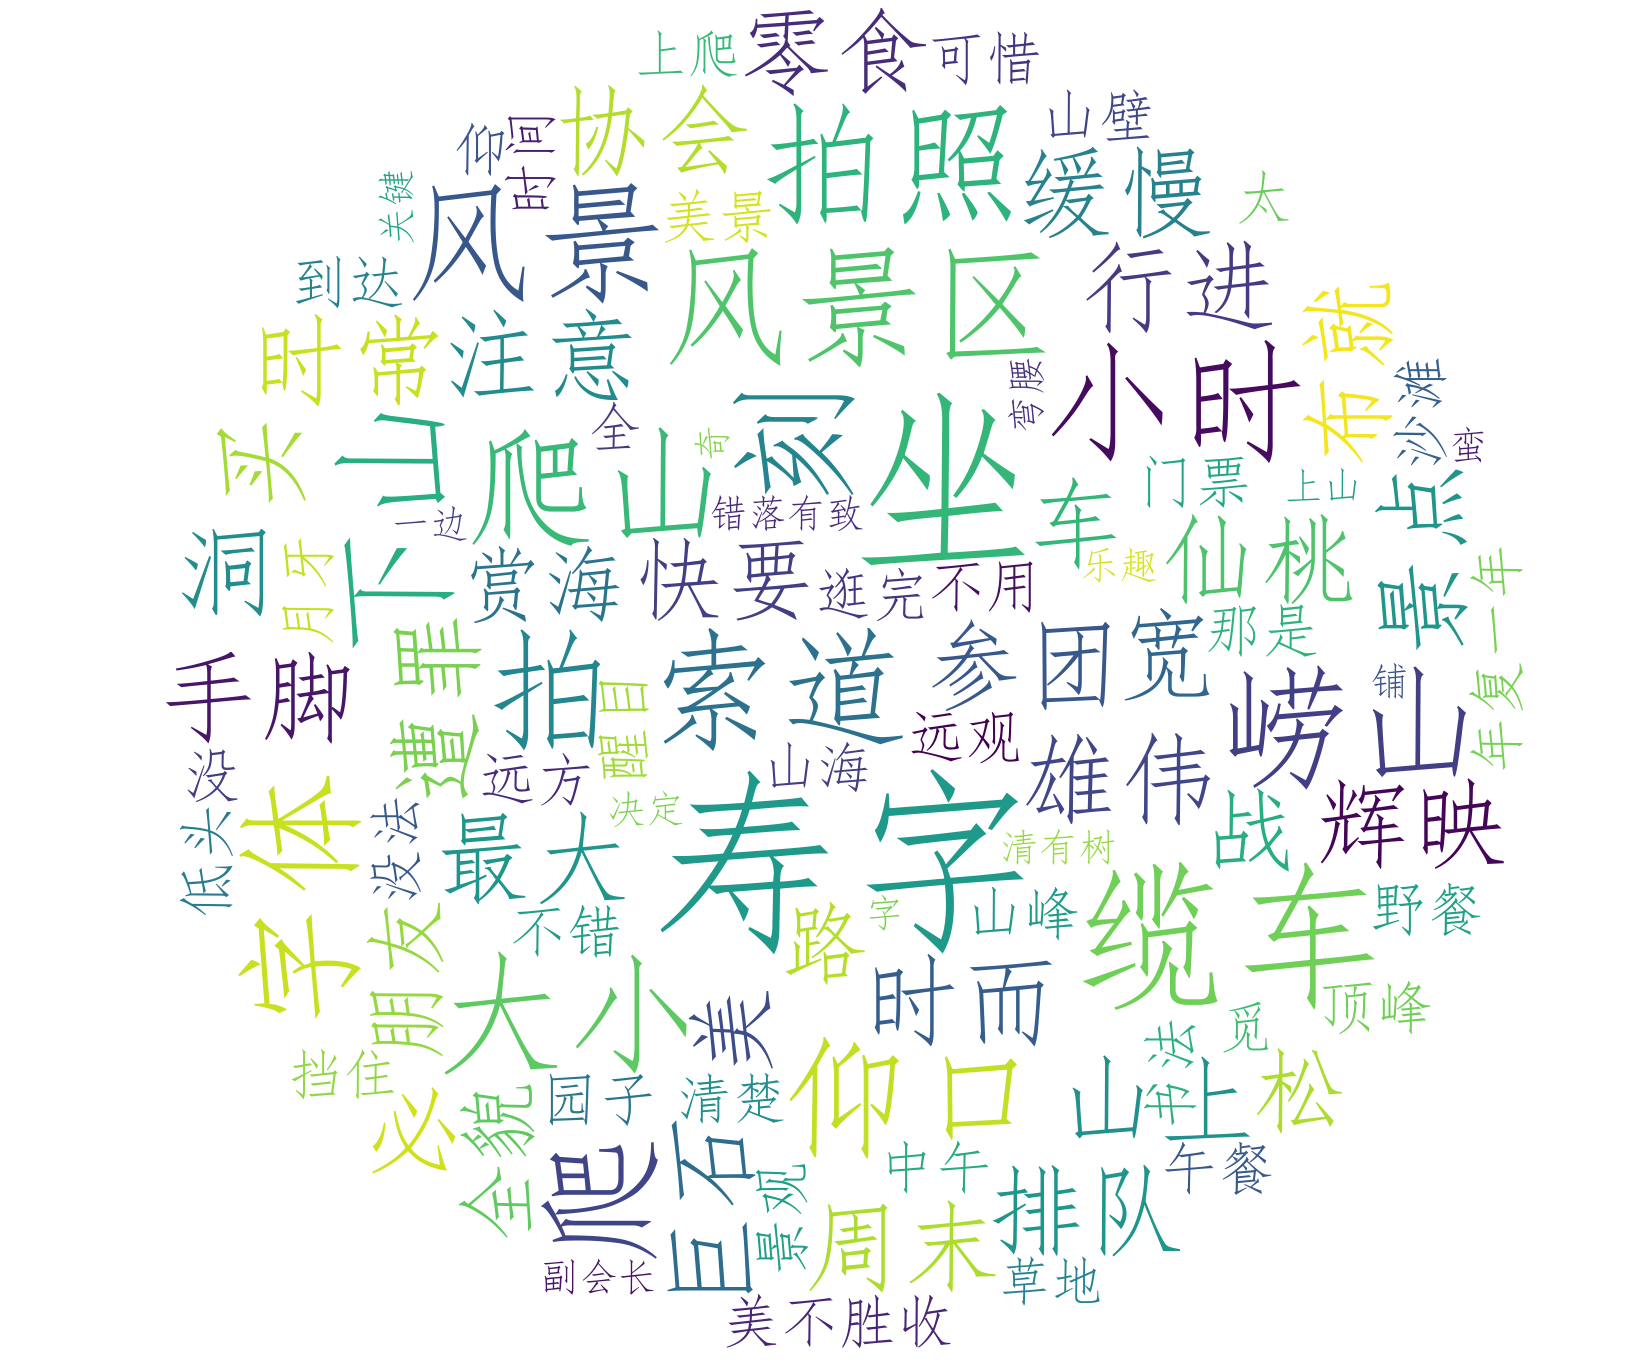 零食
上爬
可惜
协会
拍照
山壁
仰
时间
缓慢
关键
风景
美景
太
到达
风景区
行进
时常
注意
小时
布就
买
下山
全
奇
刻
坐
弯腰
沙滩
蛮
爬山
车
门票
上山
景点
一边
错落有致
洞
月牙
赏海
快要
逛完
不用
乐趣
仙桃
年复一年
遭罪
手脚
拍
醒目
索道
参团
宽
那是
崂山
铺
远观
没
远方
山海
雄伟
字体
低头
没法
决定
最大
寿字
清有树
战
辉映
朋友
不错
路
字
山峰
缆车
野餐
大小
美
时而
顶峰
挡住
必
全貌
园子
清楚
仰口
山上
书法
觅
松
爬
巨石
景观
中午
午餐
周末
排队
副会长
草地
美不胜收